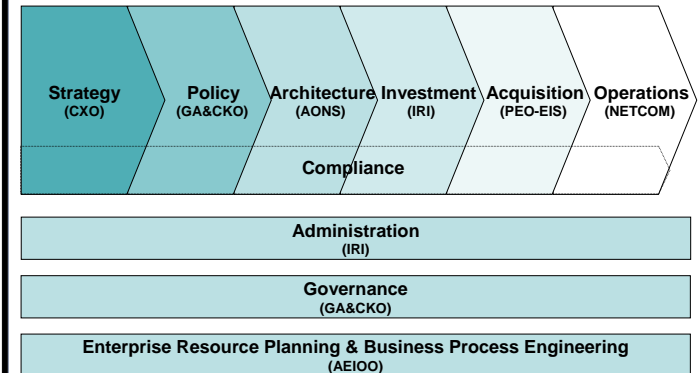 Strategy Policy Architecture Investment Acquisition Operations
(CXO) (GA&CKO) (AONS) (IRI) (PEO-EIS) (NETCOM)
Compliance
Administration
(IRI)
Governance
(GA&CKO)
Enterprise Resource Planning & Business Process Engineering
(AEIOO)